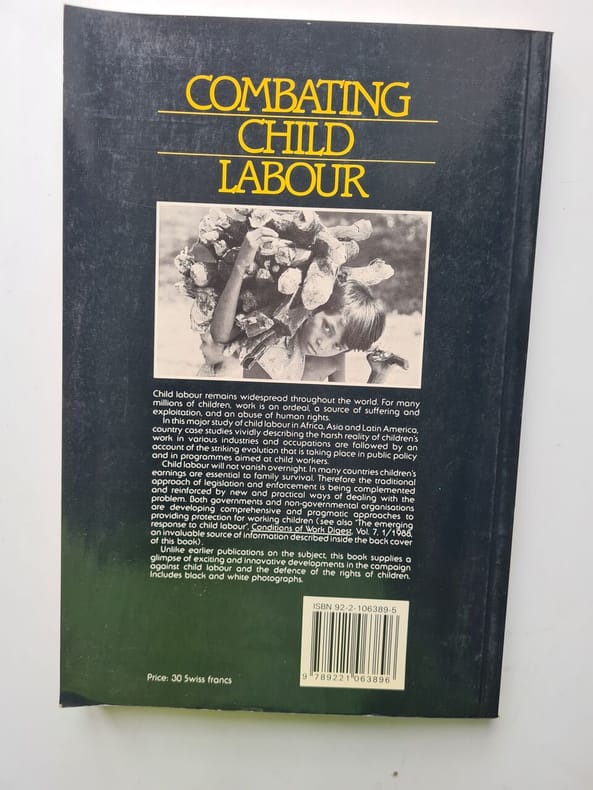 COMBATING
CHILD
LABOUR
Child labour remains widespread throughout the world. For many
millions of children, work is an ordeal, a source of suffering and
exploitation, and an abuse of human rights.
In this major study of child labour in Africa, Asia and Latin America,
country case studies vividly describing the harsh reality of children's
work in various industries and occupations are followed by an
account of the striking evolution that is taking place in public policy
and in programmes aimed at child workers.
Child labour will not vanish overnight. In many countries children's
earnings are essential to family survival. Therefore the traditional
approach of legislation and enforcement is being complemented
and reinforced by new and practical ways of dealing with the
problem. Both governments and non-governmental organisations
are developing comprehensive and pragmatic approaches to
providing protection for working children (see also "The emerging
response to child labour", Conditions of Work Digest, Vol. 7, 1/1988,
an invaluable source of information described inside the back cover
of this book).
Unlike earlier publications on the subject, this book supplies a
glimpse of exciting and innovative developments in the campaign
against child labour and the defence of the rights of children.
Includes black and white photographs.
ISBN 92-2-106389-5
9 789221 063896
Price: 30 Swiss francs